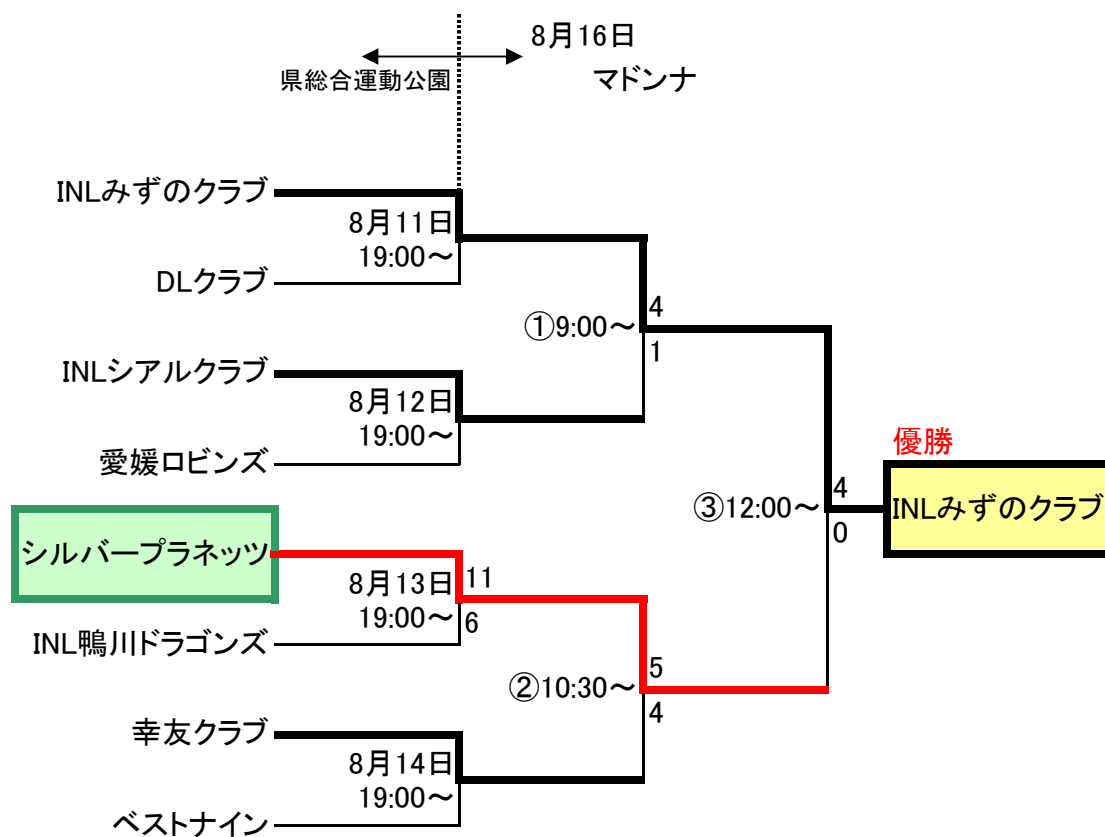 8月16日
県総合運動公園
マドンナ
INLみずのクラブ
8月11日
19:00～
DLクラブ
4
①9:00～
1
INLシアルクラブ
8月12日
19:00～
愛媛ロビンズ
優勝
INLみずのクラブ
4
③12:00～
0
シルバープラネッツ
8月13日
19:00～
11
6
INL鴨川ドラゴンズ
5
②10:30～
4
幸友クラブ
8月14日
19:00～
ベストナイン